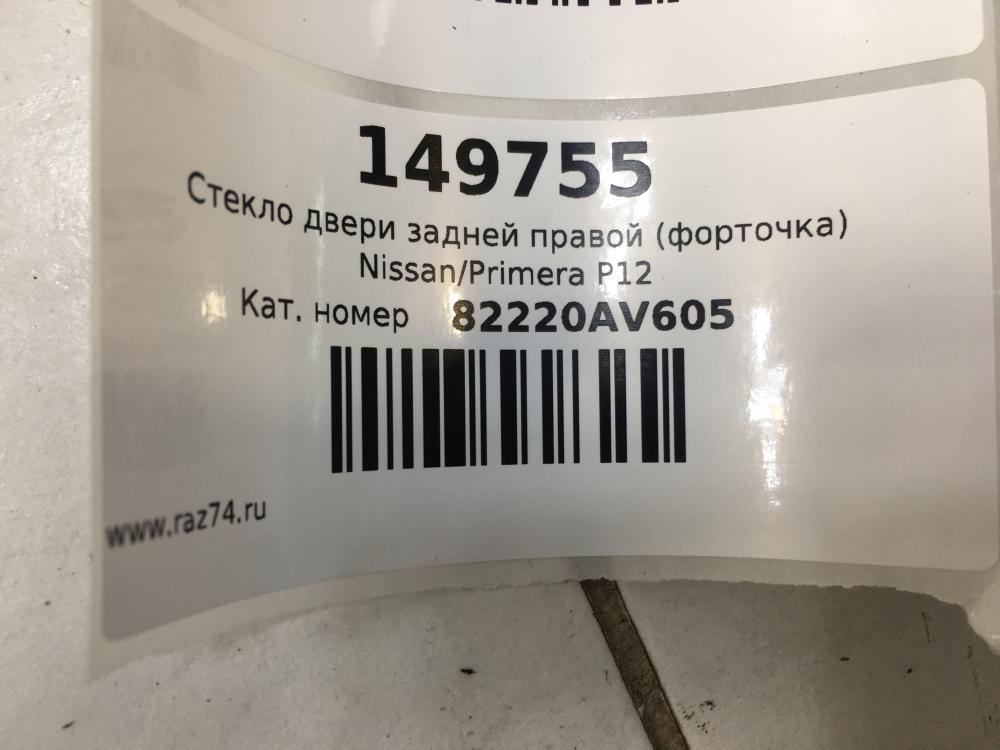 149755
Стекло двери задней правой (форточка)
Nissan/Primera P12
Кат. номер 82220AV605
www.raz74.ru